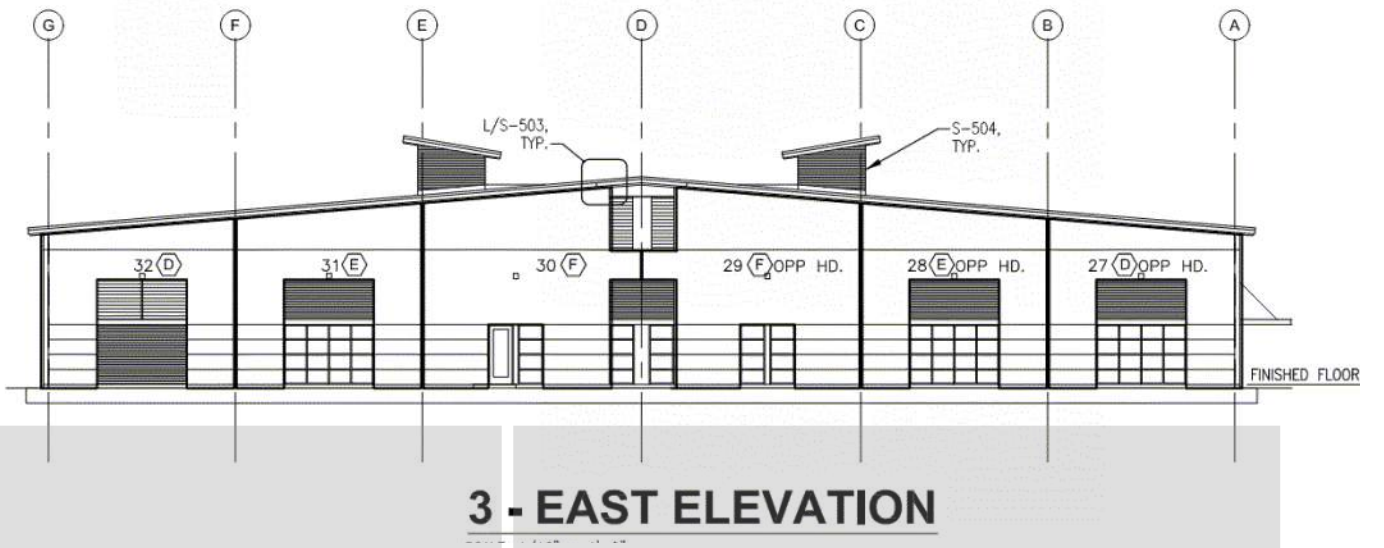 G F E D C B A
L/S-503,
TYP.
S-504,
TYP.
32 D 31 E 30 F 29 F OPP HD. 28 E OPP HD. 27 D OPP HD.
FINISHED FLOOR
3 - EAST ELEVATION